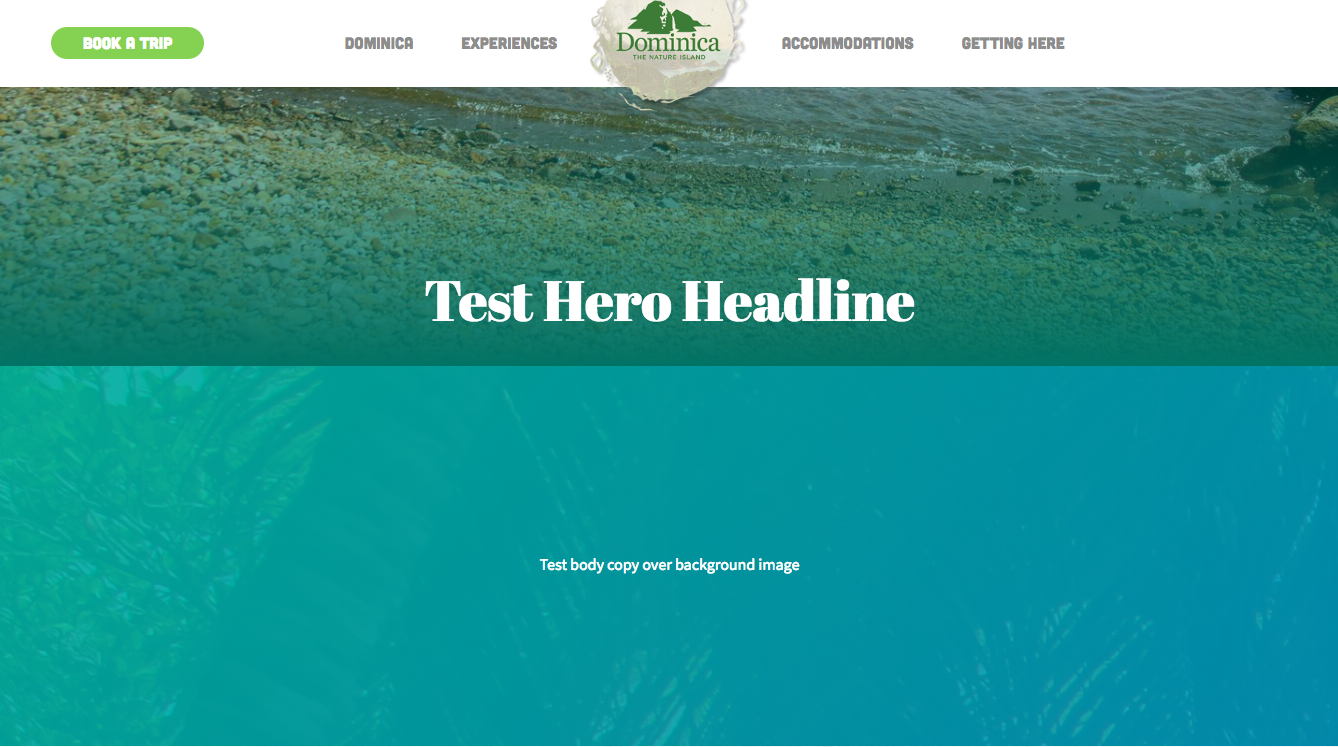 BOOK A TRIP
DOMINICA
EXPERIENCES
Dominica
THE NATURE ISLAND
ACCOMMODATIONS
GETTING HERE
Test Hero Headline
Test body copy over background image